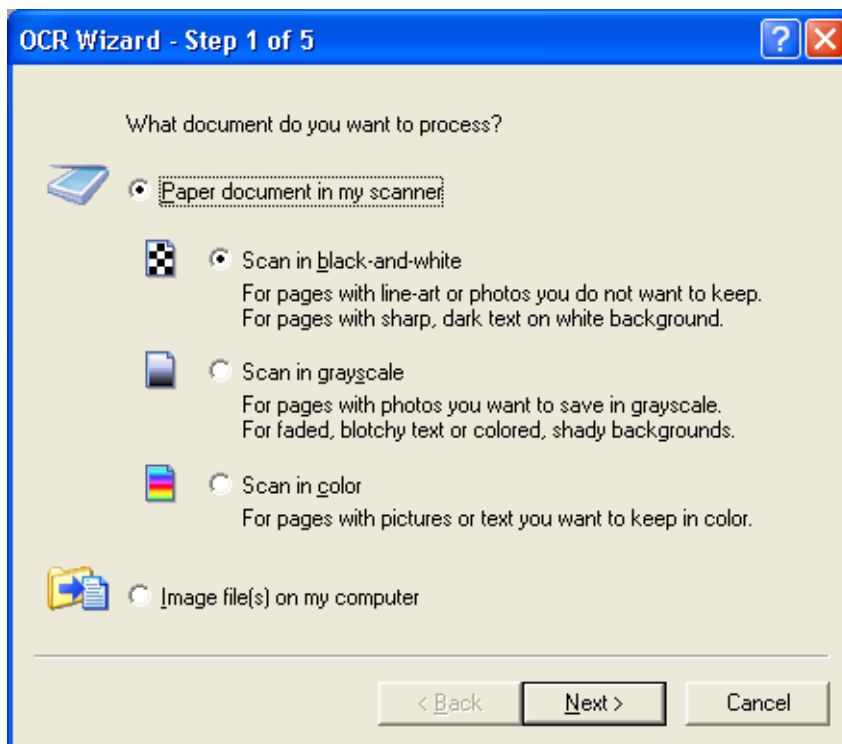 OCR Wizard - Step 1 of 5
What document do you want to process?
Paper document in my scanner
Scan in black-and-white
For pages with line-art or photos you do not want to keep.
For pages with sharp, dark text on white background.
Scan in grayscale
For pages with photos you want to save in grayscale.
For faded, blotchy text or colored, shady backgrounds.
Scan in color
For pages with pictures or text you want to keep in color.
Image file(s) on my computer
< Back Next > Cancel